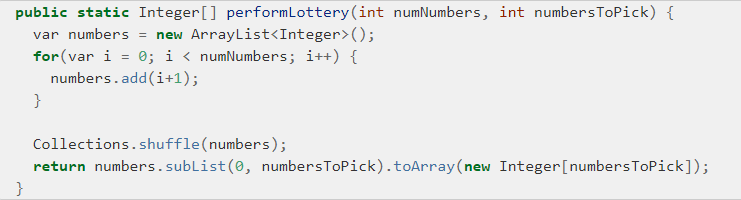 public static Integer[] performLottery(int numNumbers, int numbersToPick) {
  var numbers = new ArrayList<Integer>();
  for(var i = 0; i < numNumbers; i++) {
    numbers.add(i+1);
  }

  Collections.shuffle(numbers);
  return numbers.subList(0, numbersToPick).toArray(new Integer[numbersToPick]);
}